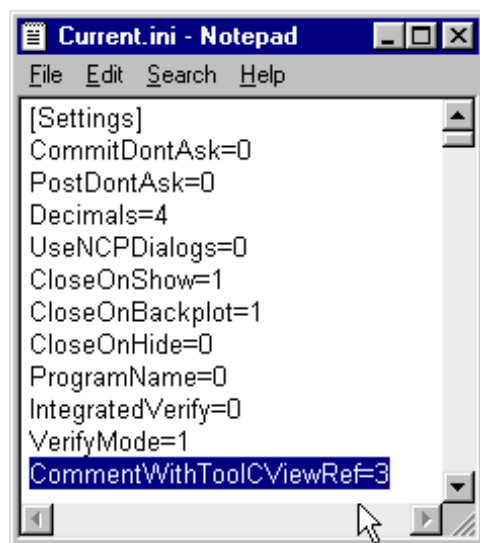 Current.ini - Notepad
File Edit Search Help
[Settings]
CommitDontAsk=0
PostDontAsk=0
Decimals=4
UseNCPDialogs=0
CloseOnShow=1
CloseOnBackplot=1
CloseOnHide=0
ProgramName=0
IntegratedVerify=0
VerifyMode=1
CommentWithToolCViewRef=3